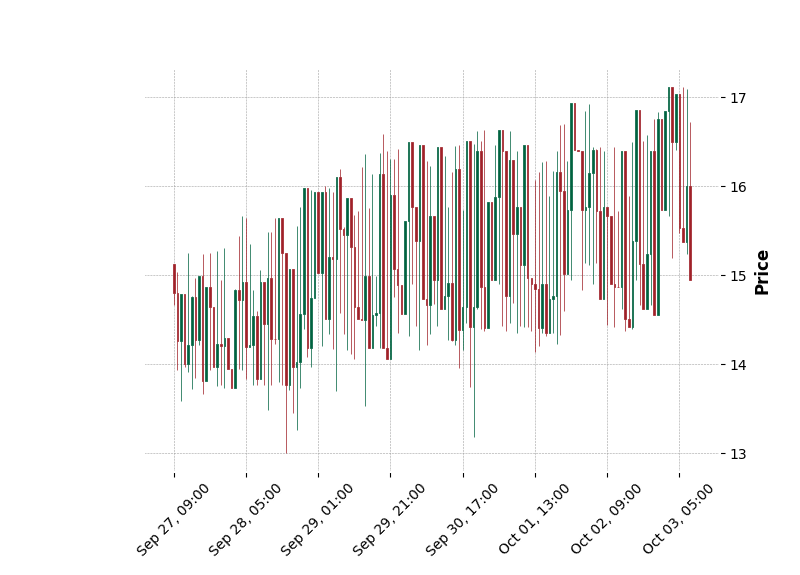 17
16
15
14
13
Price
Sep 27, 09:00
Sep 28, 05:00
Sep 29, 01:00
Sep 29, 21:00
Sep 30, 17:00
Oct 01, 13:00
Oct 02, 09:00
Oct 03, 05:00